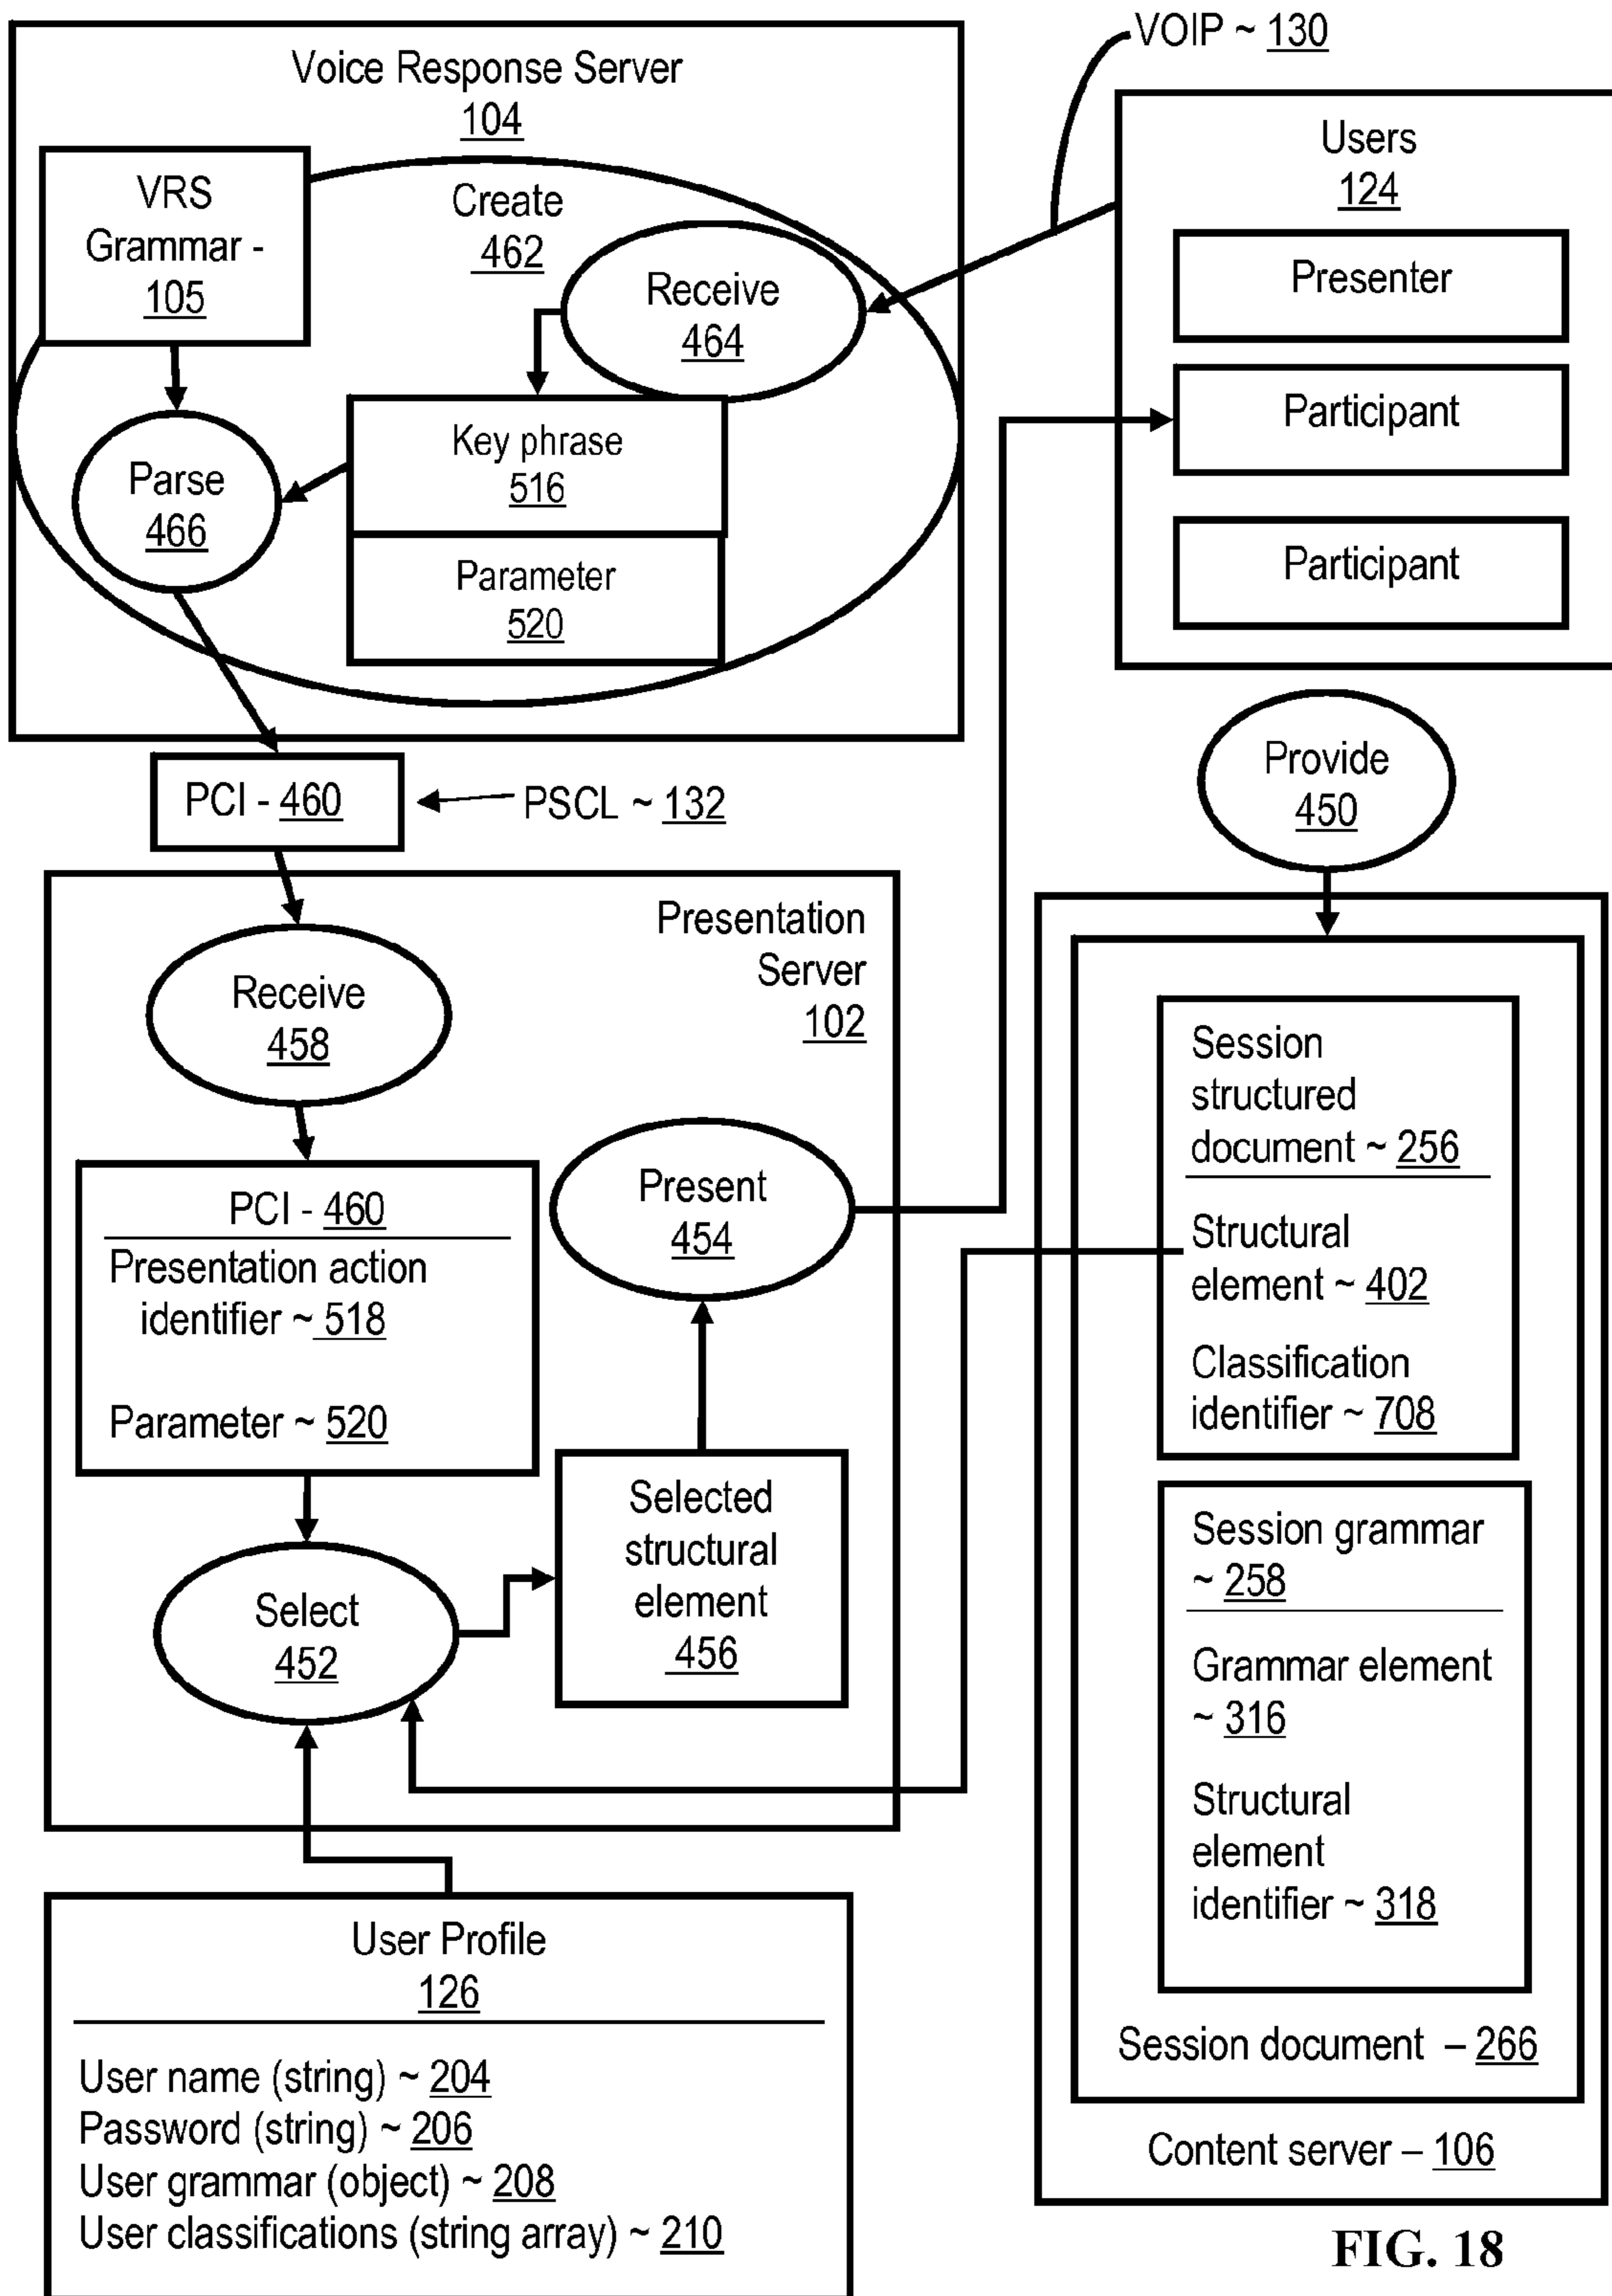 VOIP ~ 130
Voice Response Server
104
VRS
Grammar -
105
Create
462
Receive
464
Key phrase
516
Parameter
520
Parse
466
Users
124
Presenter
Participant
Participant
PCI - 460
PSCL ~ 132
Provide
450
Presentation
Server
102
Receive
458
PCI - 460
Presentation action
identifier ~ 518
Parameter ~ 520
Present
454
Select
452
Selected
structural
element
456
Session
structured
document ~ 256
Structural
element ~ 402
Classification
identifier ~ 708
Session grammar
~ 258
Grammar element
~ 316
Structural
element
identifier ~ 318
Session document – 266
Content server – 106
User Profile
126
User name (string) ~ 204
Password (string) ~ 206
User grammar (object) ~ 208
User classifications (string array) ~ 210
FIG. 18